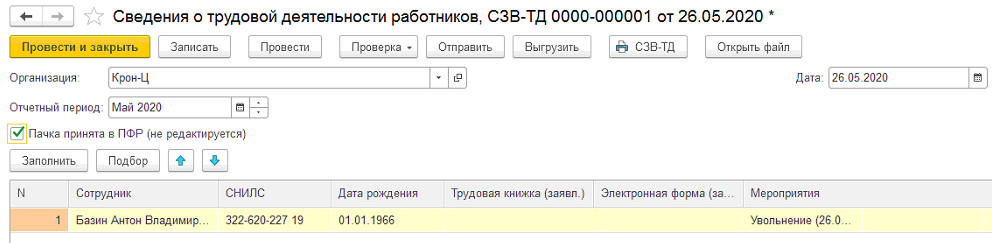 Сведения о трудовой деятельности работников, СЗВ-ТД 0000-000001 от 26.05.2020 *
Провести и закрыть Записать Провести Проверка Отправить Выгрузить СЗВ-ТД Открыть файл
Организация: Крон-Ц Дата: 26.05.2020
Отчетный период: Май 2020
Пачка принята в ПФР (не редактируется)
Заполнить Подбор
N Сотрудник СНИЛС Дата рождения Трудовая книжка (заявл.) Электронная форма (за... Мероприятия
1 Базин Антон Владимир... 322-620-227 19 01.01.1966 Увольнение (26.0...